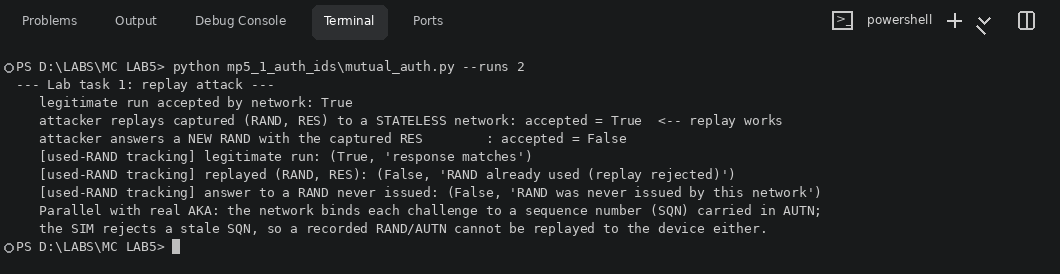 Problems Output Debug Console Terminal Ports >_ powershell
PS D:\LABS\MC LAB5> python mp5_1_auth_ids\mutual_auth.py --runs 2
--- Lab task 1: replay attack ---
legitimate run accepted by network: True
attacker replays captured (RAND, RES) to a STATELESS network: accepted = True  <-- replay works
attacker answers a NEW RAND with the captured RES        : accepted = False
[used-RAND tracking] legitimate run: (True, 'response matches')
[used-RAND tracking] replayed (RAND, RES): (False, 'RAND already used (replay rejected)')
[used-RAND tracking] answer to a RAND never issued: (False, 'RAND was never issued by this network')
Parallel with real AKA: the network binds each challenge to a sequence number (SQN) carried in AUTN;
the SIM rejects a stale SQN, so a recorded RAND/AUTN cannot be replayed to the device either.
PS D:\LABS\MC LAB5>